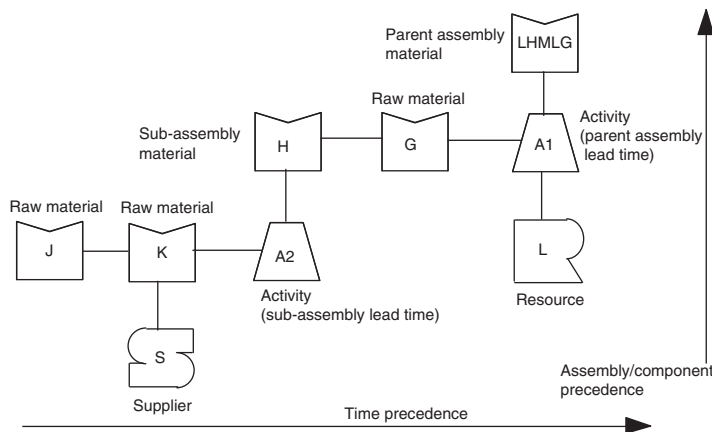 Parent assembly
material
LHMLG
Raw material
Sub-assembly
material
H
G
A1
Activity
(parent assembly
lead time)
Raw material
Raw material
J
K
A2
L
Activity
(sub-assembly lead time)
Resource
S
Supplier
Assembly/component
precedence
Time precedence